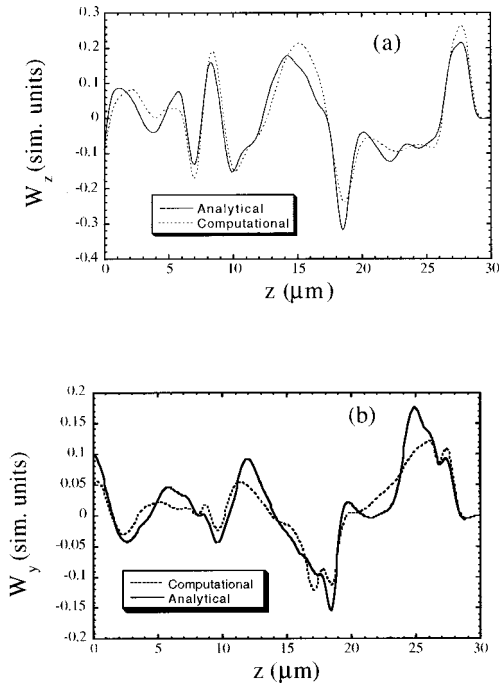 (a)
0.3
0.2
0.1
0
-0.1
-0.2
-0.3
0.4
W_z (sim. units)
Analytical
Computational
0 5 10 15 20 25 30
z (μm)
(b)
0.2
0.15
0.1
0.05
0
-0.05
-0.1
-0.15
-0.2
W_y (sim. units)
Computational
Analytical
0 5 10 15 20 25 30
z (μm)